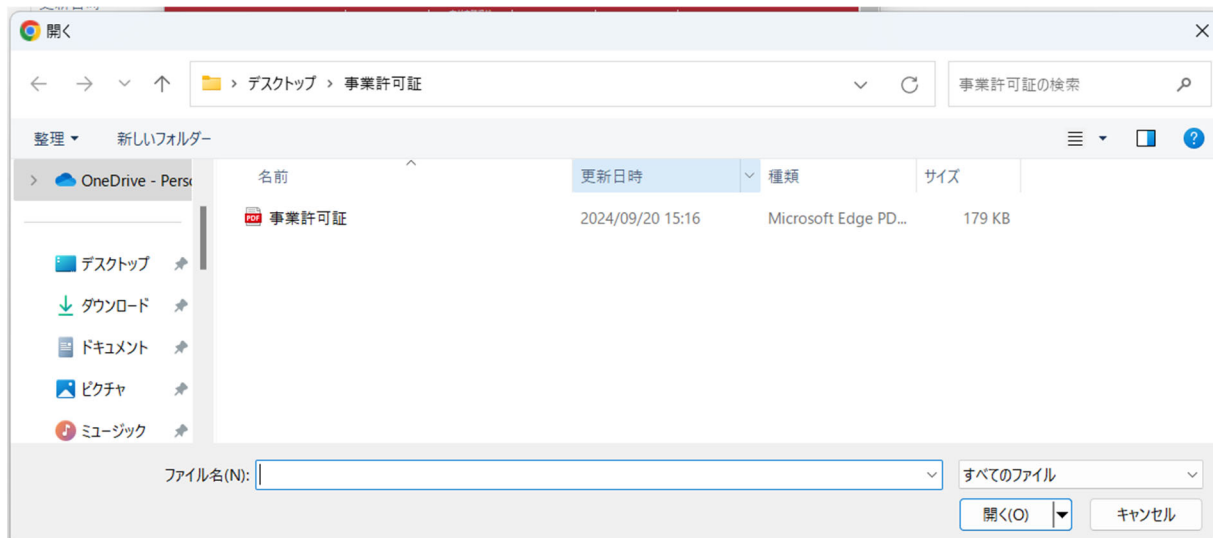 開く
デスクトップ > 事業許可証
事業許可証の検索
整理 新しいフォルダー
OneDrive - Pers
名前 更新日時 種類 サイズ
PDF 事業許可証 2024/09/20 15:16 Microsoft Edge PD... 179 KB
デスクトップ
ダウンロード
ドキュメント
ピクチャ
ミュージック
ファイル名(N):
すべてのファイル
開く(O) キャンセル